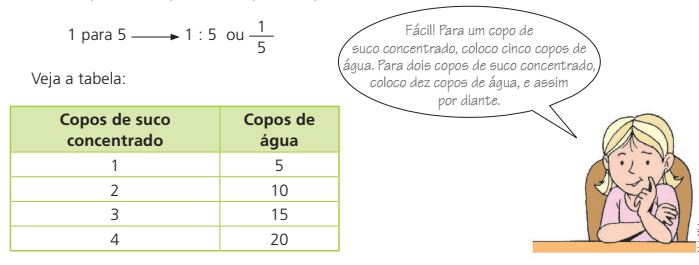 1 para 5 → 1 : 5 ou 1/5
Fácil! Para um copo de
suco concentrado, coloco cinco copos de
água. Para dois copos de suco concentrado,
coloco dez copos de água, e assim
por diante.
Veja a tabela:
Copos de suco concentrado | Copos de água
1 | 5
2 | 10
3 | 15
4 | 20